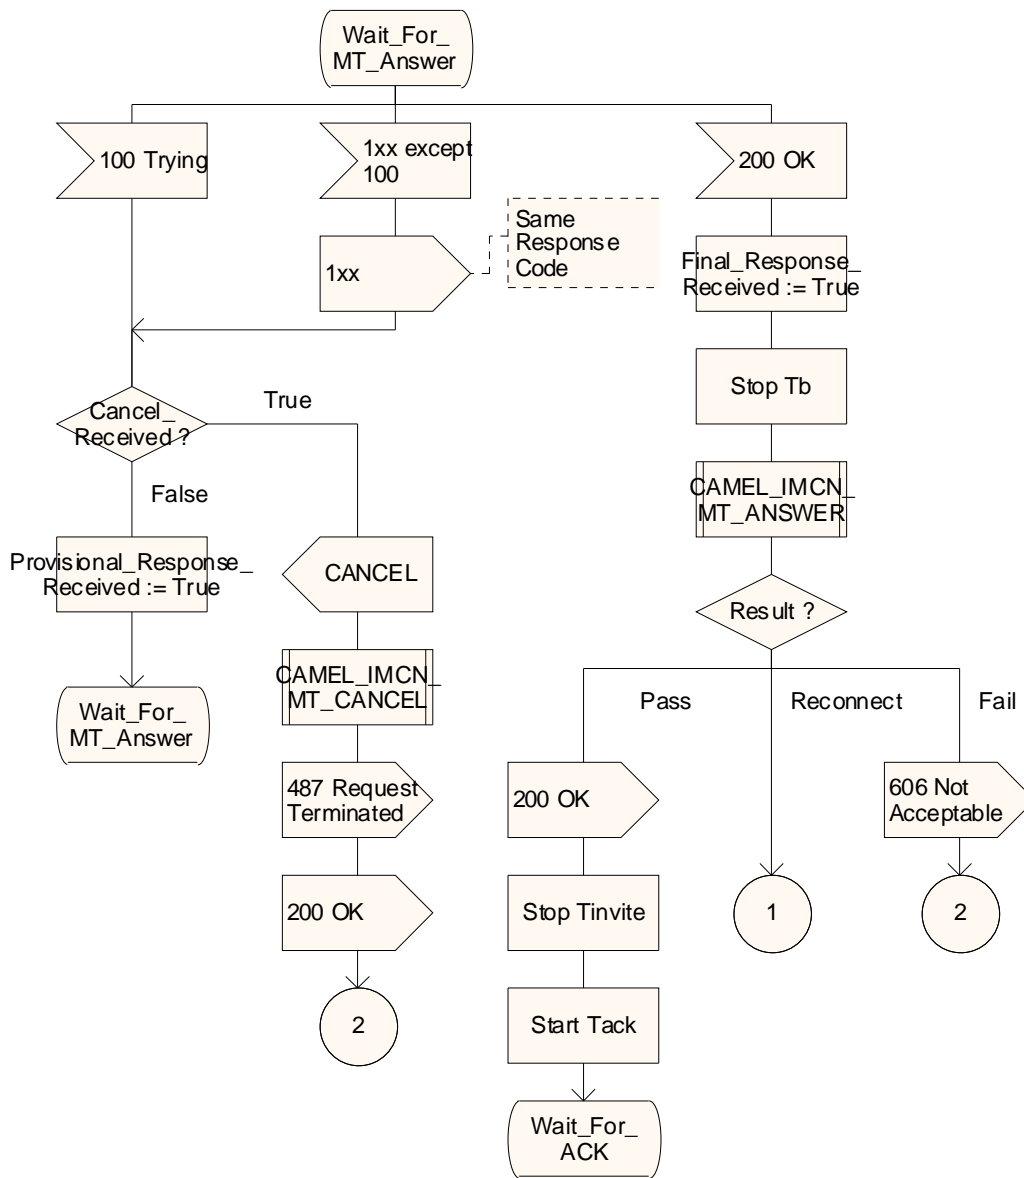 Wait_For_
MT_Answer
100 Trying
1xx except
100
200 OK
1xx
Same
Response
Code
Final_Response_
Received := True
Stop Tb
Cancel_
Received ?
True
False
CAMEL_IMCN_
MT_ANSWER
Provisional_Response_
Received := True
CANCEL
Result ?
CAMEL_IMCN_
MT_CANCEL
Pass
Reconnect
Fail
Wait_For_
MT_Answer
487 Request
Terminated
200 OK
606 Not
Acceptable
200 OK
Stop Tinvite
1
2
2
Start Tack
Wait_For_
ACK